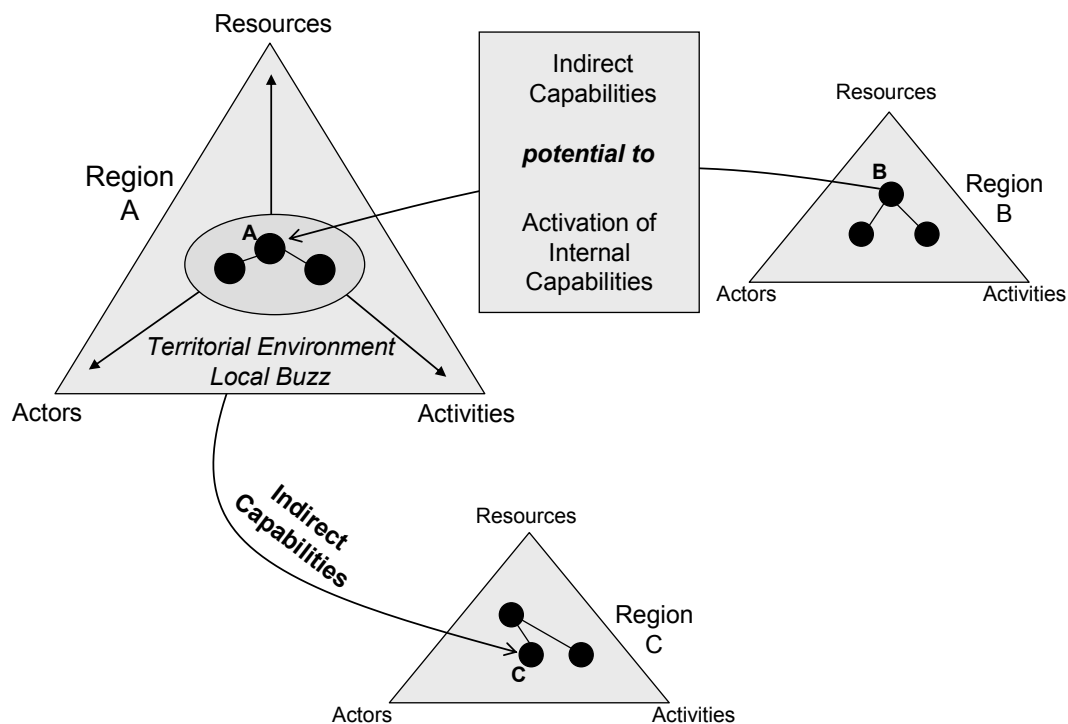 Resources
Region
A
A
Territorial Environment
Local Buzz
Actors
Activities
Indirect
Capabilities
potential to
Activation of
Internal
Capabilities
Resources
B
Region
B
Actors
Activities
Indirect
Capabilities
Resources
Region
C
C
Actors
Activities